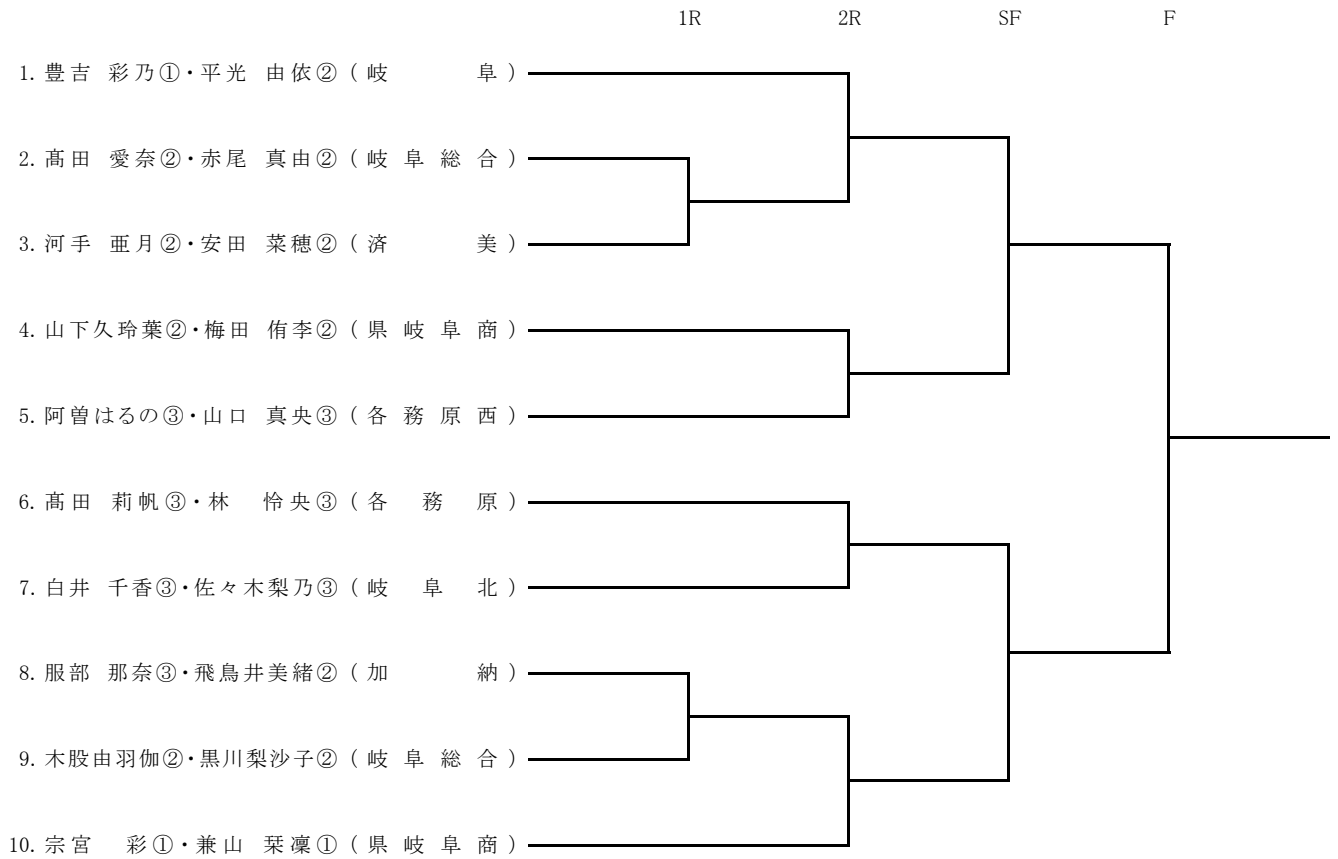 1R 2R SF F
1. 豊吉 彩乃①・平光 由依② (岐 阜)
2. 髙田 愛奈②・赤尾 真由② (岐阜総合)
3. 河手 亜月②・安田 菜穂② (済 美)
4. 山下久玲葉②・梅田 侑李② (県岐阜商)
5. 阿曽はるの③・山口 真央③ (各務原西)
6. 髙田 莉帆③・林 怜央③ (各務原)
7. 白井 千香③・佐々木梨乃③ (岐阜北)
8. 服部 那奈③・飛鳥井美緒② (加 納)
9. 木股由羽伽②・黒川梨沙子② (岐阜総合)
10. 宗宮 彩①・兼山 栞凜① (県岐阜商)